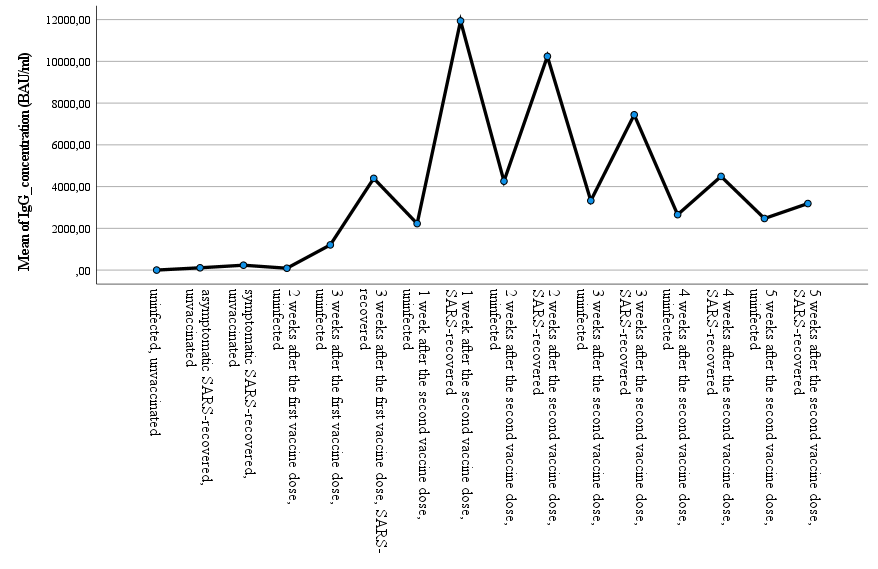 12000,00
10000,00
8000,00
6000,00
4000,00
2000,00
,00
Mean of IgG_concentration (BAU/ml)
uninfected, unvaccinated
asymptomatic SARS-recovered,
unvaccinated
symptomatic SARS-recovered,
unvaccinated
2 weeks after the first vaccine dose,
uninfected
3 weeks after the first vaccine dose,
uninfected
3 weeks after the first vaccine dose, SARS-
recovered
1 week after the second vaccine dose,
uninfected
1 week after the second vaccine dose,
SARS-recovered
2 weeks after the second vaccine dose,
uninfected
2 weeks after the second vaccine dose,
SARS-recovered
3 weeks after the second vaccine dose,
uninfected
3 weeks after the second vaccine dose,
SARS-recovered
4 weeks after the second vaccine dose,
uninfected
4 weeks after the second vaccine dose,
SARS-recovered
5 weeks after the second vaccine dose,
uninfected
5 weeks after the second vaccine dose,
SARS-recovered